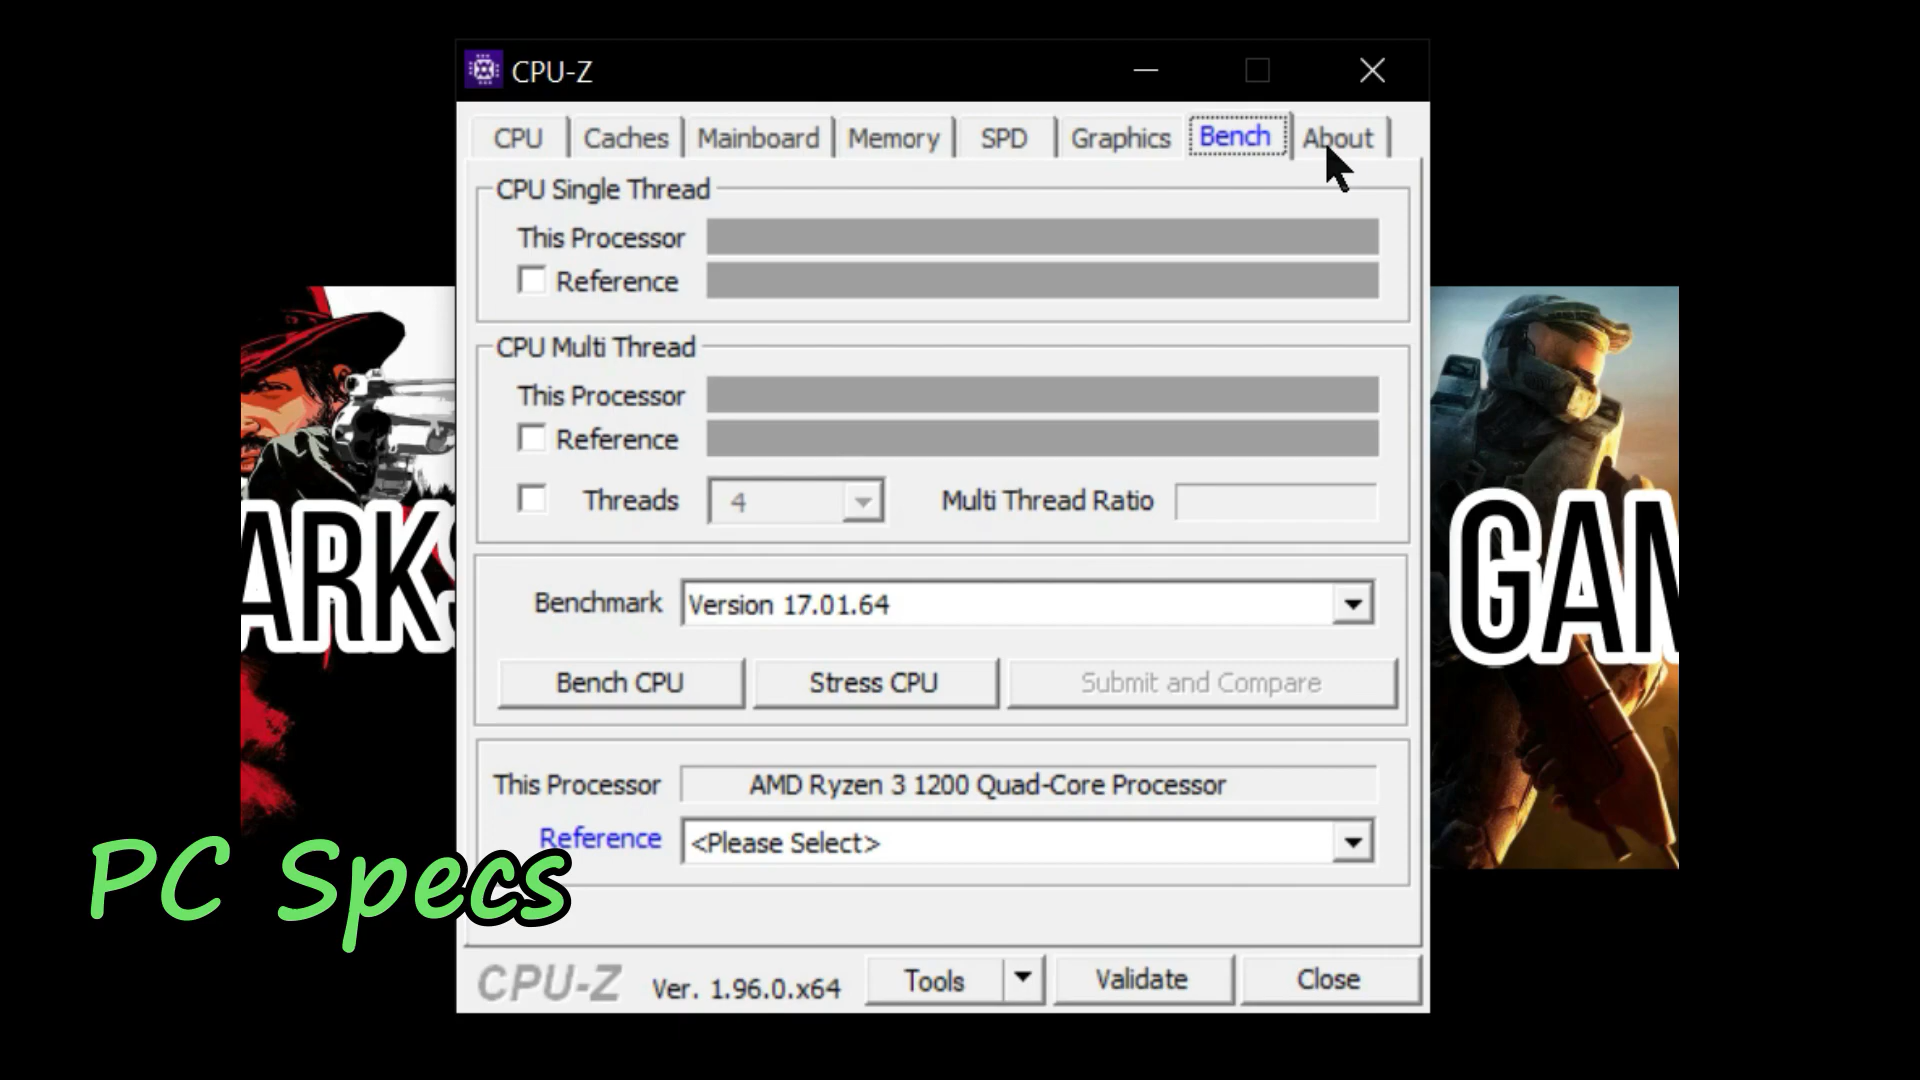 CPU-Z
CPU Caches Mainboard Memory SPD Graphics Bench About
CPU Single Thread
This Processor
Reference
CPU Multi Thread
This Processor
Reference
Threads 4 Multi Thread Ratio
ARKS GAM
Benchmark Version 17.01.64
Bench CPU Stress CPU Submit and Compare
This Processor AMD Ryzen 3 1200 Quad-Core Processor
Reference <Please Select>
PC Specs
CPU-Z Ver. 1.96.0.x64 Tools Validate Close